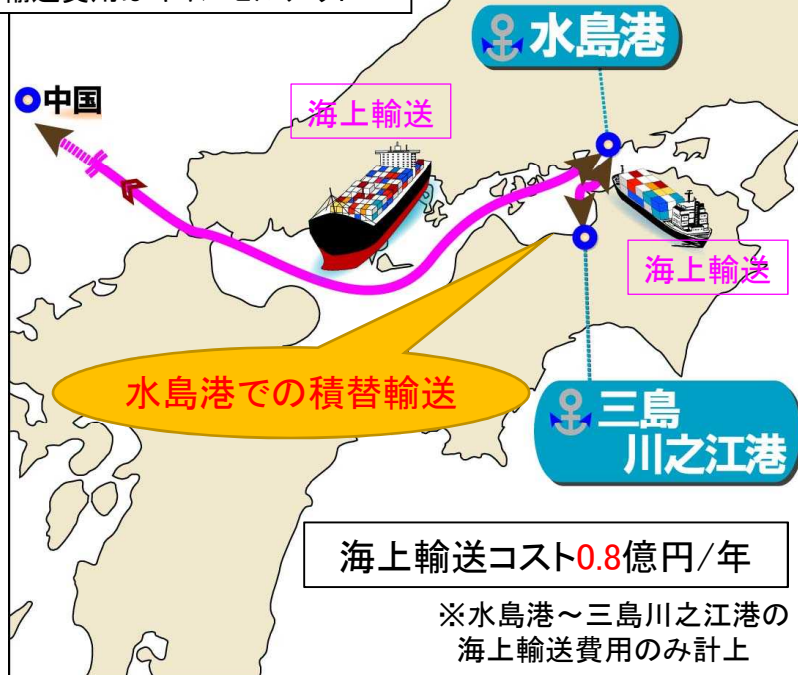 水島港
中国
海上輸送
海上輸送
水島港での積替輸送
三島
川之江港
海上輸送コスト0.8億円/年
※水島港～三島川之江港の
海上輸送費用のみ計上